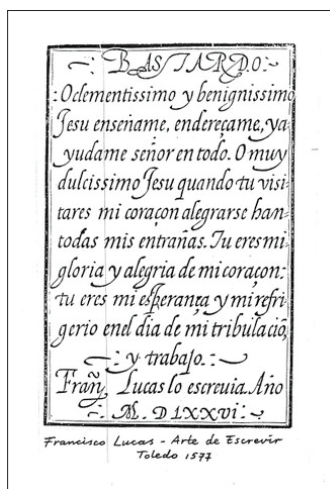 BASTARDO:
:O clementissimo y benignissimo
Jesu enseñame, endereçame, ya
yudame señor en todo. O muy
dulcissimo Jesu quando tu visi-
tares mi coraçon alegrarse han-
todas mis entrañas. Tu eres mi
gloria y alegria de mi coraçon:
tu eres mi esperança y mi refri
gerio en el dia de mi tribulaciõ,
y trabajo.
Lucas lo escreuia. Año
M. D LXXVI:
Francisco Lucas - Arte de Escrevir
Toledo 1577